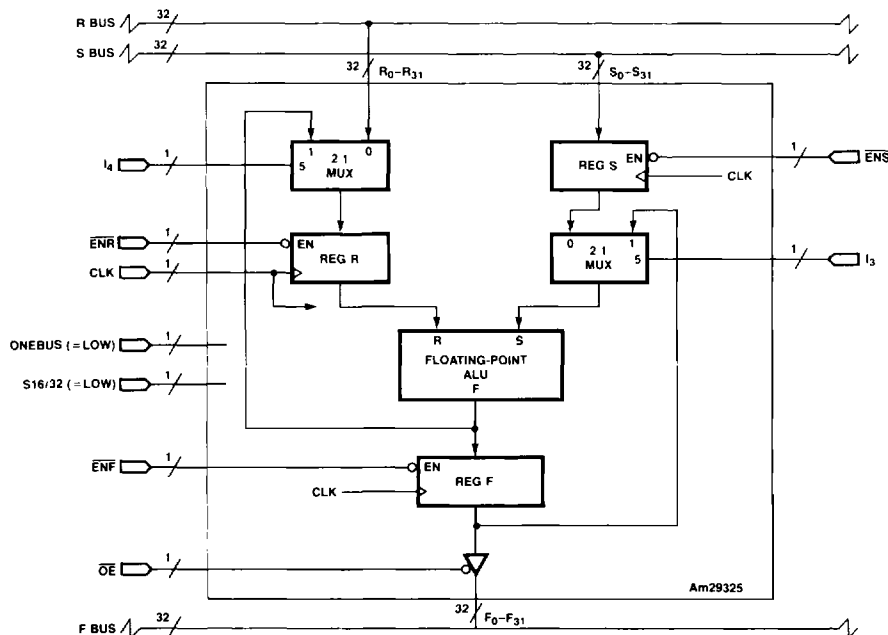 R BUS 32
S BUS 32
32 R0–R31
32 S0–S31
I4 1
1 0
5 2 1
MUX
EN
REG S
1 ENS
CLK
ENR 1
EN
REG R
CLK 1
0 2 1 1
MUX 5
1 I3
ONEBUS (=LOW) 1
S16/32 (=LOW) 1
R S
FLOATING-POINT
ALU
F
ENF 1
EN
REG F
CLK
OE 1
Am29325
32 F0–F31
F BUS 32